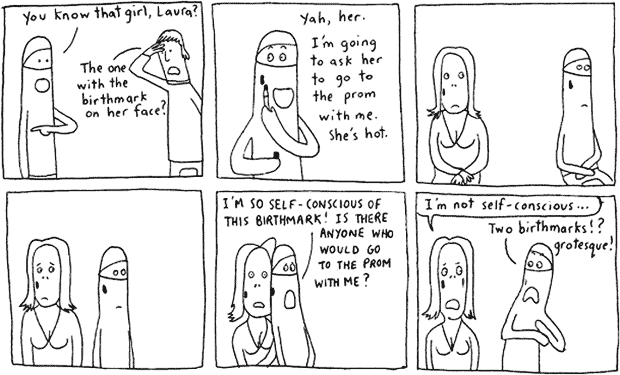 You know that girl, Laura?
The one
with the
birthmark
on her face?
Yah, her.
I'm going
to ask her
to go to
the prom
with me.
She's hot.
I'M SO SELF-CONSCIOUS OF
THIS BIRTHMARK! IS THERE
ANYONE WHO
WOULD GO
TO THE PROM
WITH ME?
I'm not self-conscious...
Two birthmarks!?
grotesque!